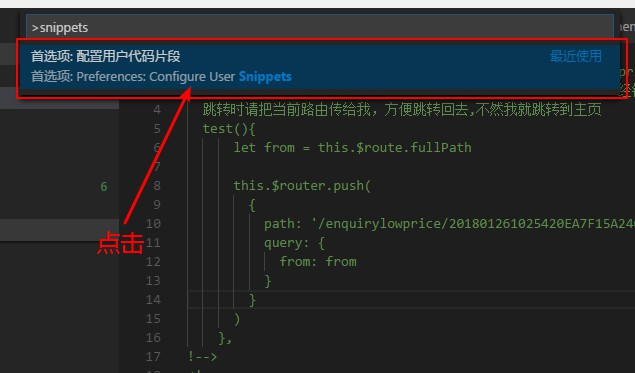 >snippets
首选项: 配置用户代码片段 最近使用
首选项: Preferences: Configure User Snippets
4 跳转时请把当前路由传给我，方便跳转回去,不然我就跳转到主页
5 test(){
6 6 let from = this.$route.fullPath
7
8 this.$router.push(
9 {
点击 10 path: '/enquirylowprice/201801261025420EA7F15A24
11 query: {
12 from: from
13 }
14 }
15 )
16 },
17 !-->